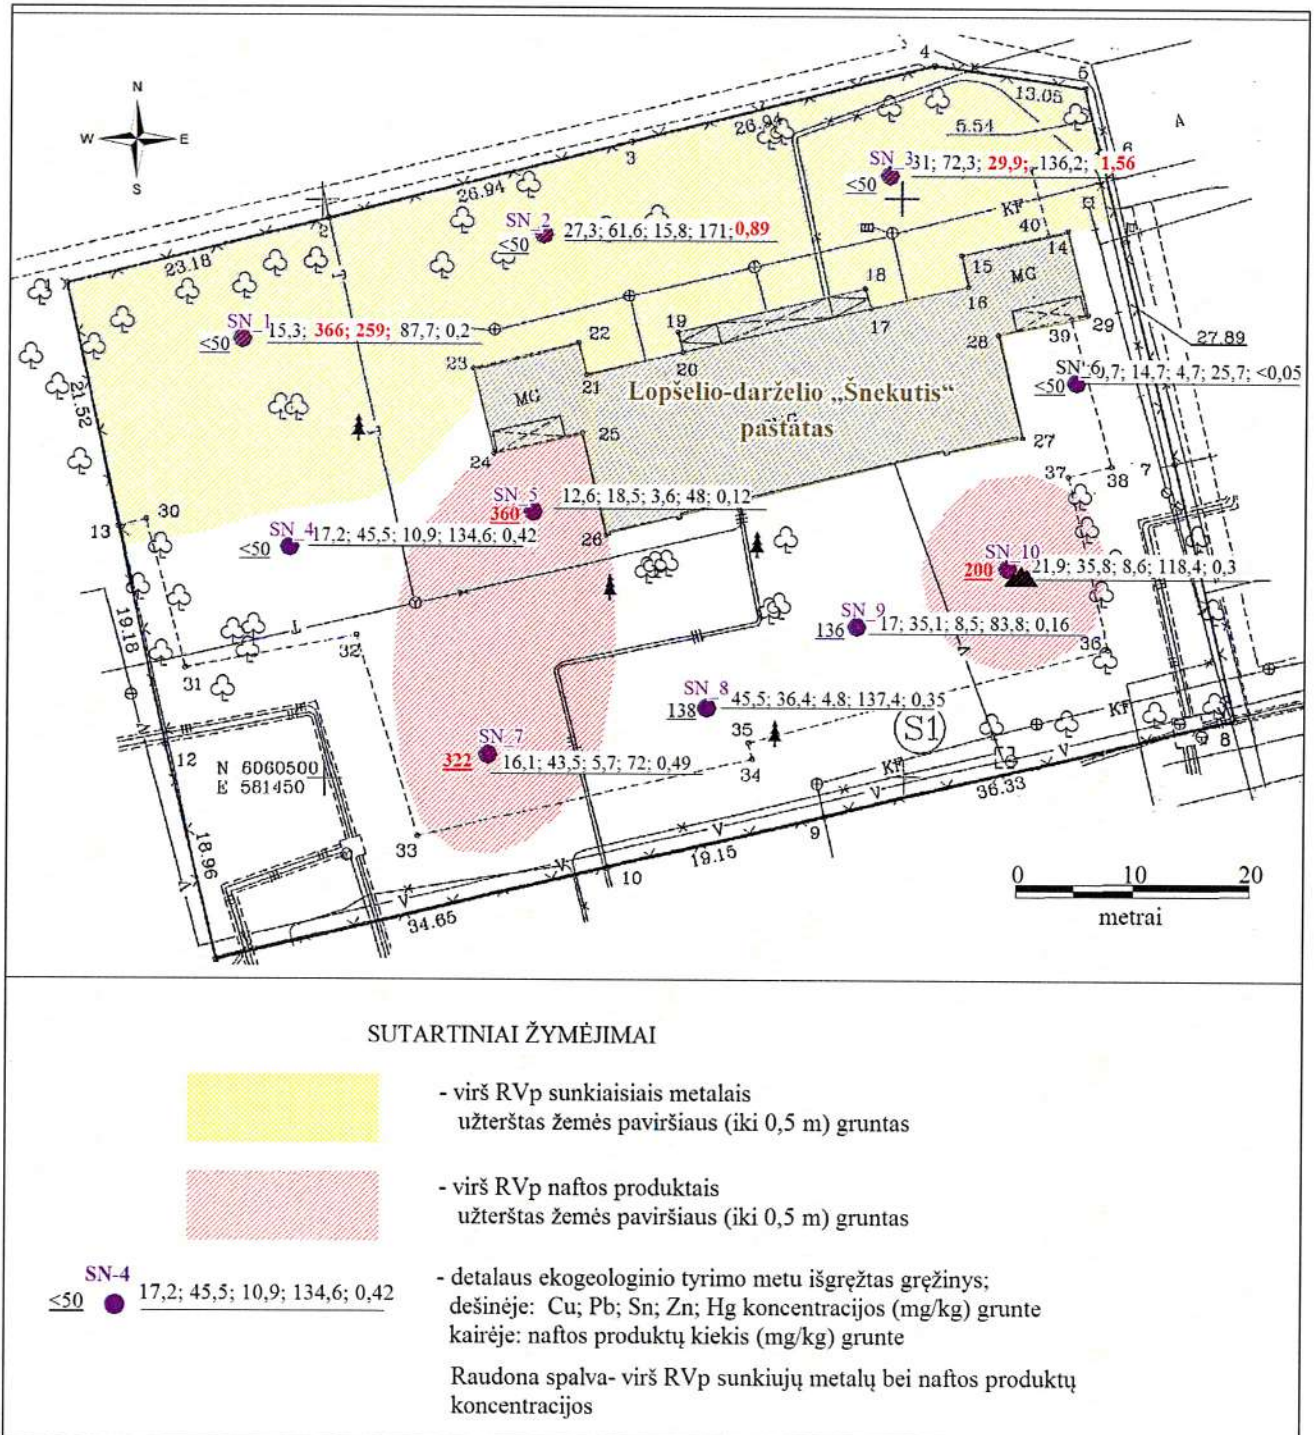 N
W E
S
4
5
13.05
A
6
5.54
26.94
3
SN_3 31; 72,3; 29,9; 136,2; 1,56
<50
26.94
2
SN_2 27,3; 61,6; 15,8; 171; 0,89
<50
KF
40
14
23.18
1
15
MG
16
18
17
SN_1 15,3; 366; 259; 87,7; 0,2
<50
19
22
20
23
21
28
39
29
27.89
SN_6 14,7; 4,7; 25,7; <0,05
<50
MG
Lopšelio-darželio „Šnekutis“
pastatas
21.52
25
24
27
37
38
7
SN_5 12,6; 18,5; 3,6; 48; 0,12
360
30
13
SN_4 17,2; 45,5; 10,9; 134,6; 0,42
<50
26
SN_10 21,9; 35,8; 8,6; 118,4; 0,3
200
19.18
SN_9 17; 35,1; 8,5; 83,8; 0,16
136
36
32
31
SN_8 45,5; 36,4; 4.8; 137,4; 0,35
138
35
S1
KF
8
12
SN_7 16,1; 43,5; 5,7; 72; 0,49
322
34
KF
V
N 6060500
E 581450
36.33
18.96
33
V
9
19.15
10
V
34.65
0 10 20
metrai
SUTARTINIAI ŽYMĖJIMAI
- virš RVp sunkiaisiais metalais
užterštas žemės paviršiaus (iki 0,5 m) gruntas
- virš RVp naftos produktais
užterštas žemės paviršiaus (iki 0,5 m) gruntas
SN-4
<50 17,2; 45,5; 10,9; 134,6; 0,42
- detalaus ekogeologinio tyrimo metu išgręžtas gręžinys;
dešinėje: Cu; Pb; Sn; Zn; Hg koncentracijos (mg/kg) grunte
kairėje: naftos produktų kiekis (mg/kg) grunte
Raudona spalva- virš RVp sunkiųjų metalų bei naftos produktų
koncentracijos